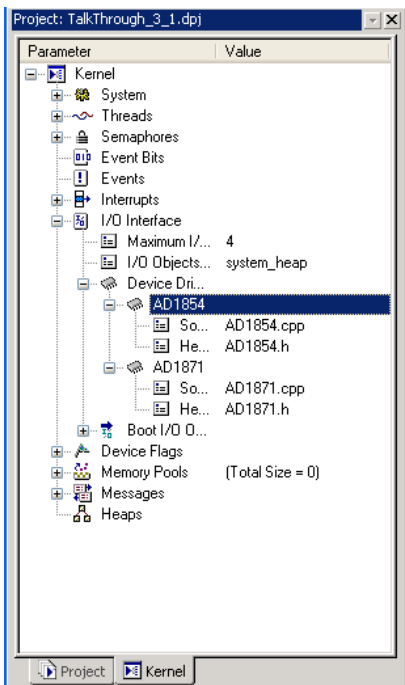 Project: TalkThrough_3_1.dpj
Parameter Value
Kernel
System
Threads
Semaphores
Event Bits
Events
Interrupts
I/O Interface
Maximum I/... 4
I/O Objects... system_heap
Device Dri...
AD1854
So... AD1854.cpp
He... AD1854.h
AD1871
So... AD1871.cpp
He... AD1871.h
Boot I/O O...
Device Flags
Memory Pools (Total Size = 0)
Messages
Heaps
Project Kernel